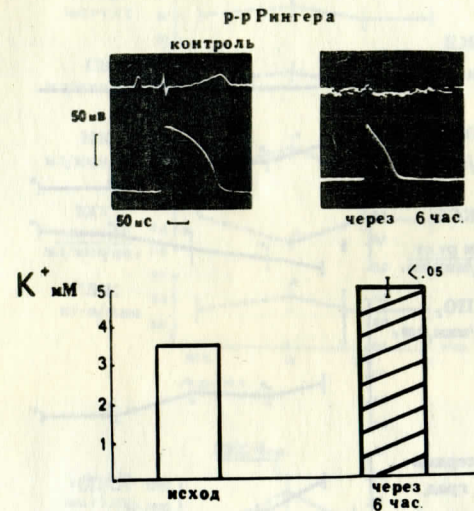 р-р Рингера
контроль
50 мВ
50 мС
через 6 час.
K⁺ мМ
5
4
3
2
1
<.05
исход
через
6 час.